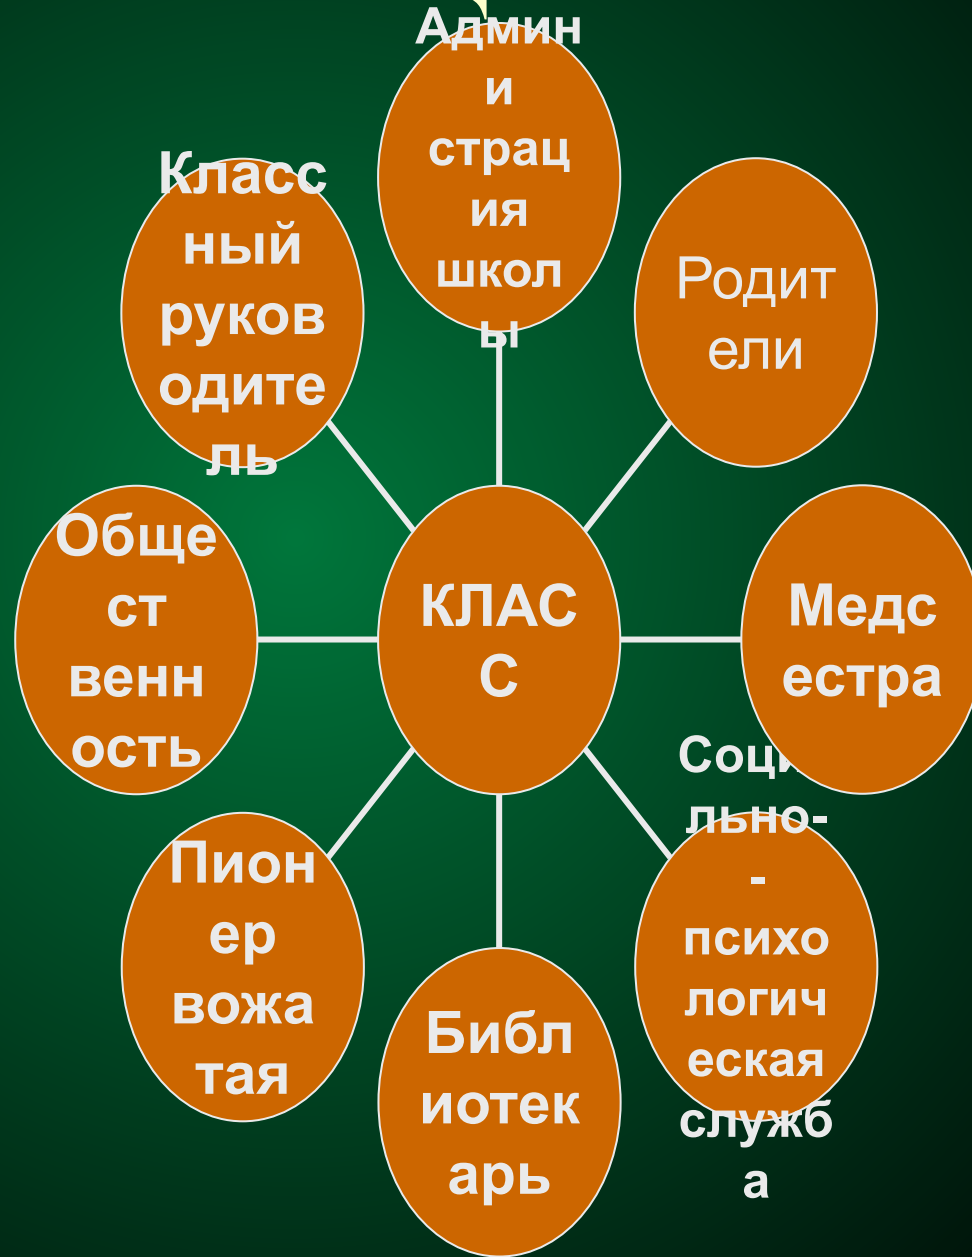 Админ
и
страц
ия
школ
ы
Родит
ели
Медс
естра
Соци
льно-
-
психо
логич
еская
служб
а
Библ
иотек
арь
Пион
ер
вожа
тая
Общe
ст
венн
ость
Класс
ный
руков
одите
ль
КЛАС
С